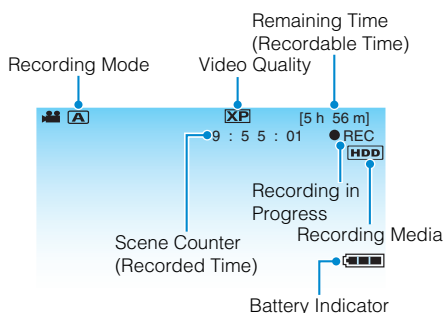 Remaining Time
(Recordable Time)
Recording Mode
Video Quality
A
XP
[5 h 56 m]
9 : 5 5 : 01
REC
HDD
Recording in
Progress
Recording Media
Scene Counter
(Recorded Time)
Battery Indicator